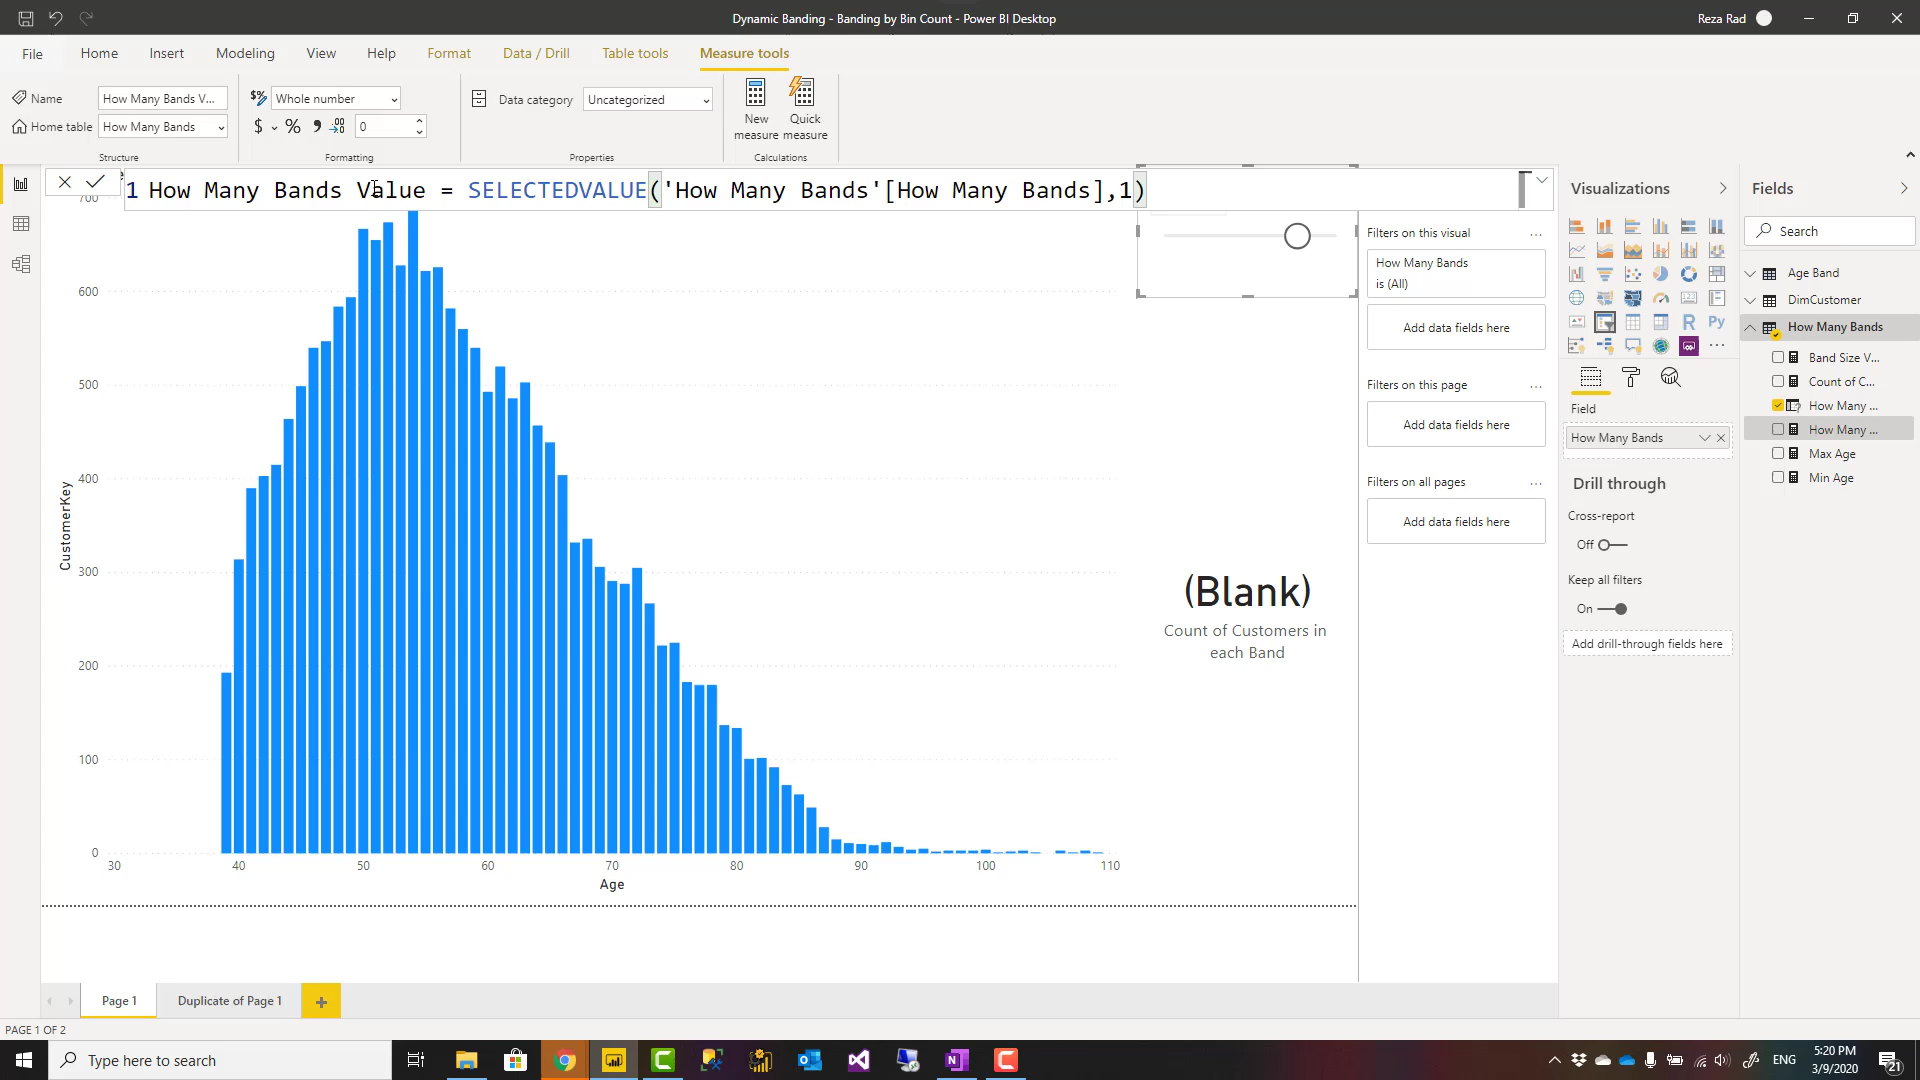 Dynamic Banding - Banding by Bin Count - Power BI Desktop
Reza Rad
File
Home
Insert
Modeling
View
Help
Format
Data / Drill
Table tools
Measure tools
Name
How Many Bands V...
Home table
How Many Bands
Structure
Whole number
$
%
0
Formatting
Data category
Uncategorized
Properties
New measure
Quick measure
Calculations
1 How Many Bands Value = SELECTEDVALUE('How Many Bands'[How Many Bands],1)
700
600
500
400
300
200
100
0
CustomerKey
30
40
50
60
70
80
90
100
110
Age
(Blank)
Count of Customers in
each Band
Filters on this visual
...
How Many Bands
is (All)
Add data fields here
Filters on this page
...
Add data fields here
Filters on all pages
...
Add data fields here
Visualizations
R
Py
...
Field
How Many Bands
Drill through
Cross-report
Off
Keep all filters
On
Add drill-through fields here
Fields
Search
Age Band
DimCustomer
How Many Bands
Band Size V...
Count of C...
How Many ...
How Many ...
Max Age
Min Age
Page 1
Duplicate of Page 1
+
PAGE 1 OF 2
Type here to search
ENG
5:20 PM
3/9/2020
21